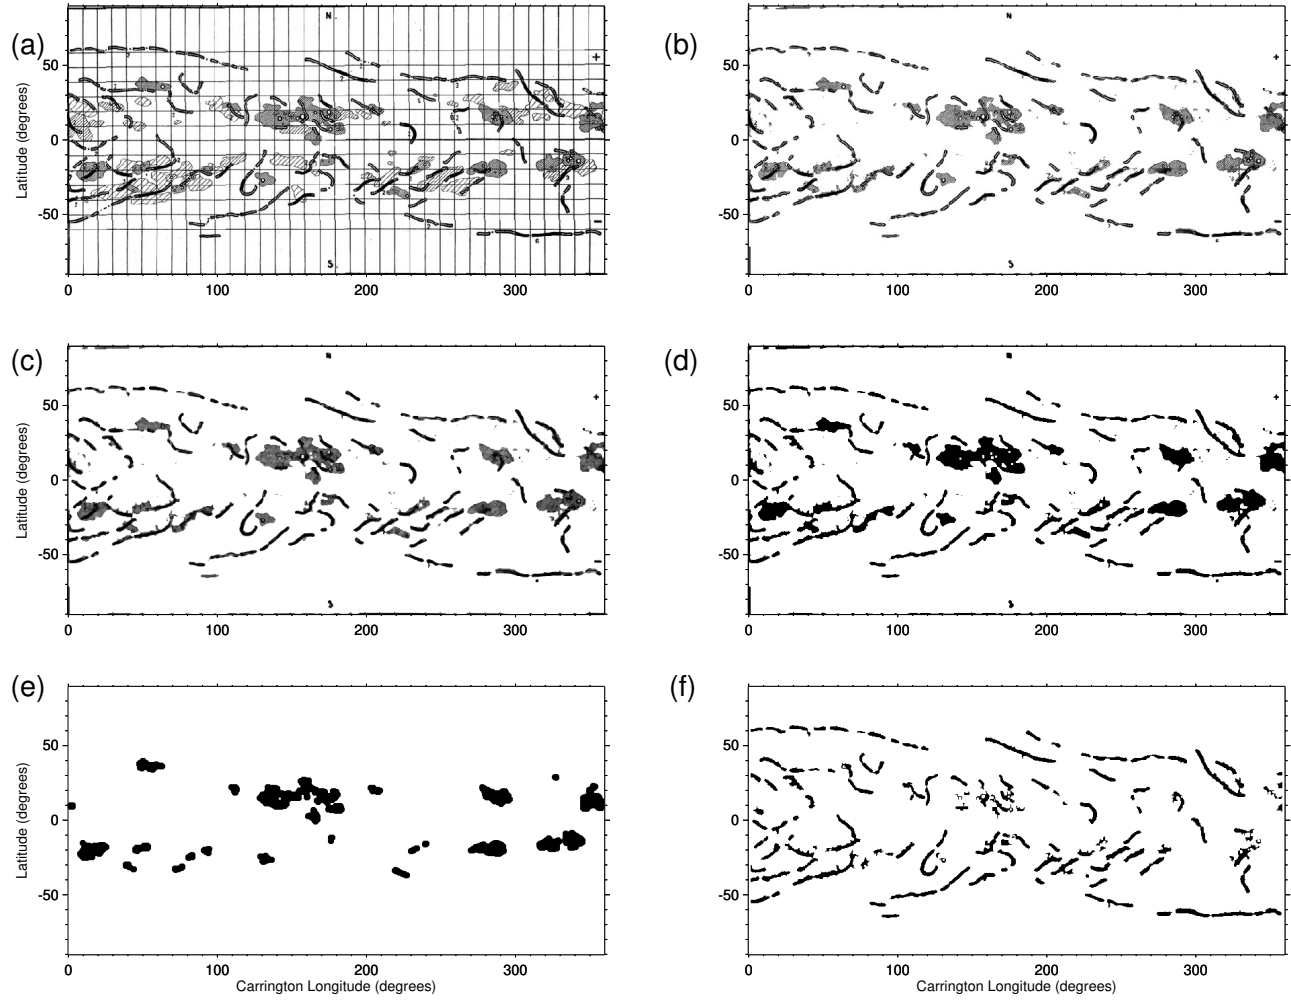 (a) (b)
N
+ +
50 50
0 0
-50 -50
S
Latitude (degrees)
0 100 200 300 0 100 200 300
(c) (d)
+ +
50 50
0 0
-50 -50
S S
Latitude (degrees)
0 100 200 300 0 100 200 300
(e) (f)
50 50
0 0
-50 -50
Latitude (degrees)
0 100 200 300 0 100 200 300
Carrington Longitude (degrees) Carrington Longitude (degrees)